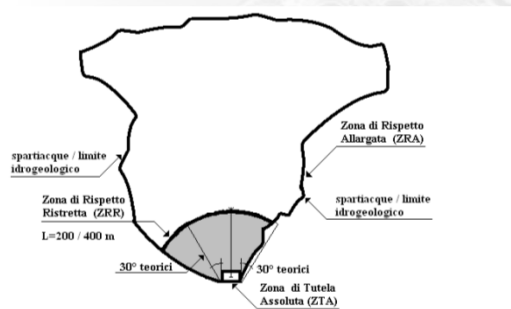 Zona di Rispetto
Allargata (ZRA)
spartiacque / limite
idrogeologico
Zona di Rispetto
Ristretta (ZRR)
L=200 / 400 m
spartiacque / limite
idrogeologico
30° teorici
30° teorici
Zona di Tutela
Assoluta (ZTA)